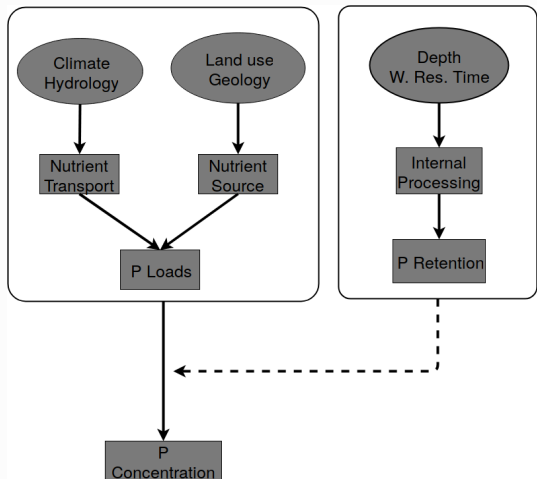 Climate
Hydrology
Land use
Geology
Depth
W. Res. Time
Nutrient
Transport
Nutrient
Source
Internal
Processing
P Loads
P Retention
P
Concentration